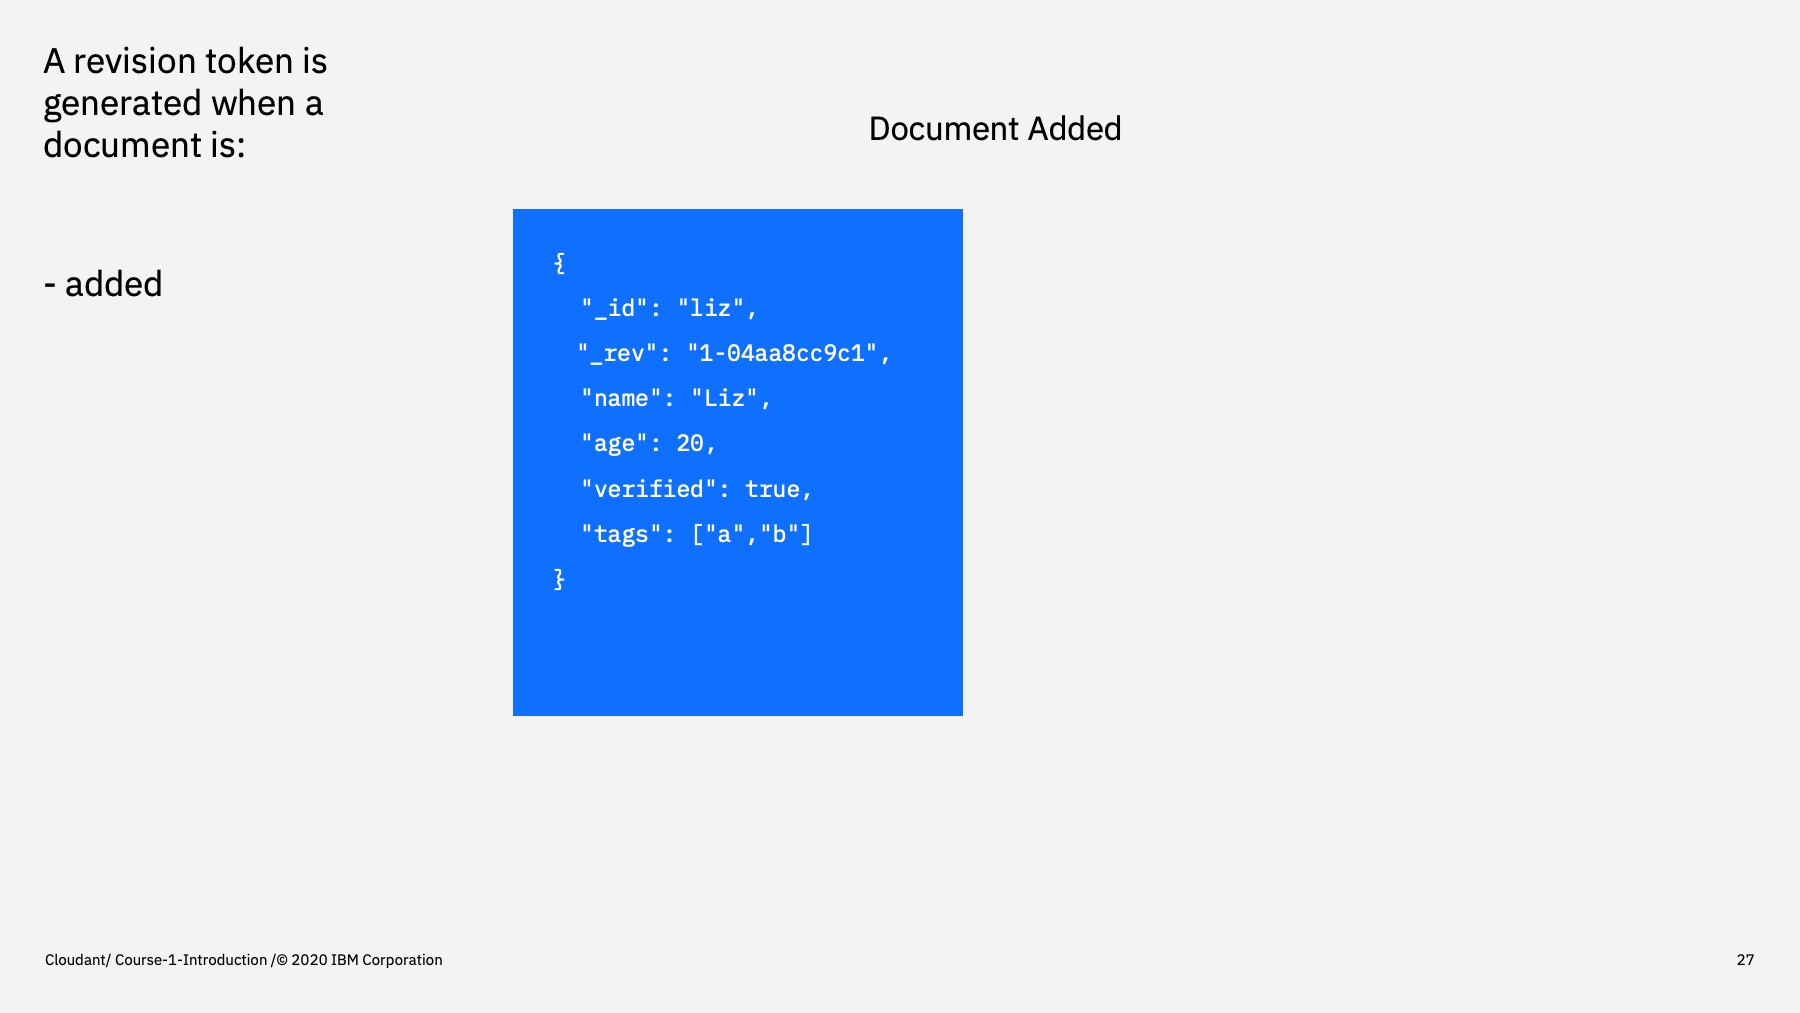 A revision token is
generated when a
document is:
- added
Document Added
{
"_id": "liz",
"_rev": "1-04aa8cc9c1",
"name": "Liz",
"age": 20,
"verified": true,
"tags": ["a","b"]
}
Cloudant/ Course-1-Introduction /© 2020 IBM Corporation
27